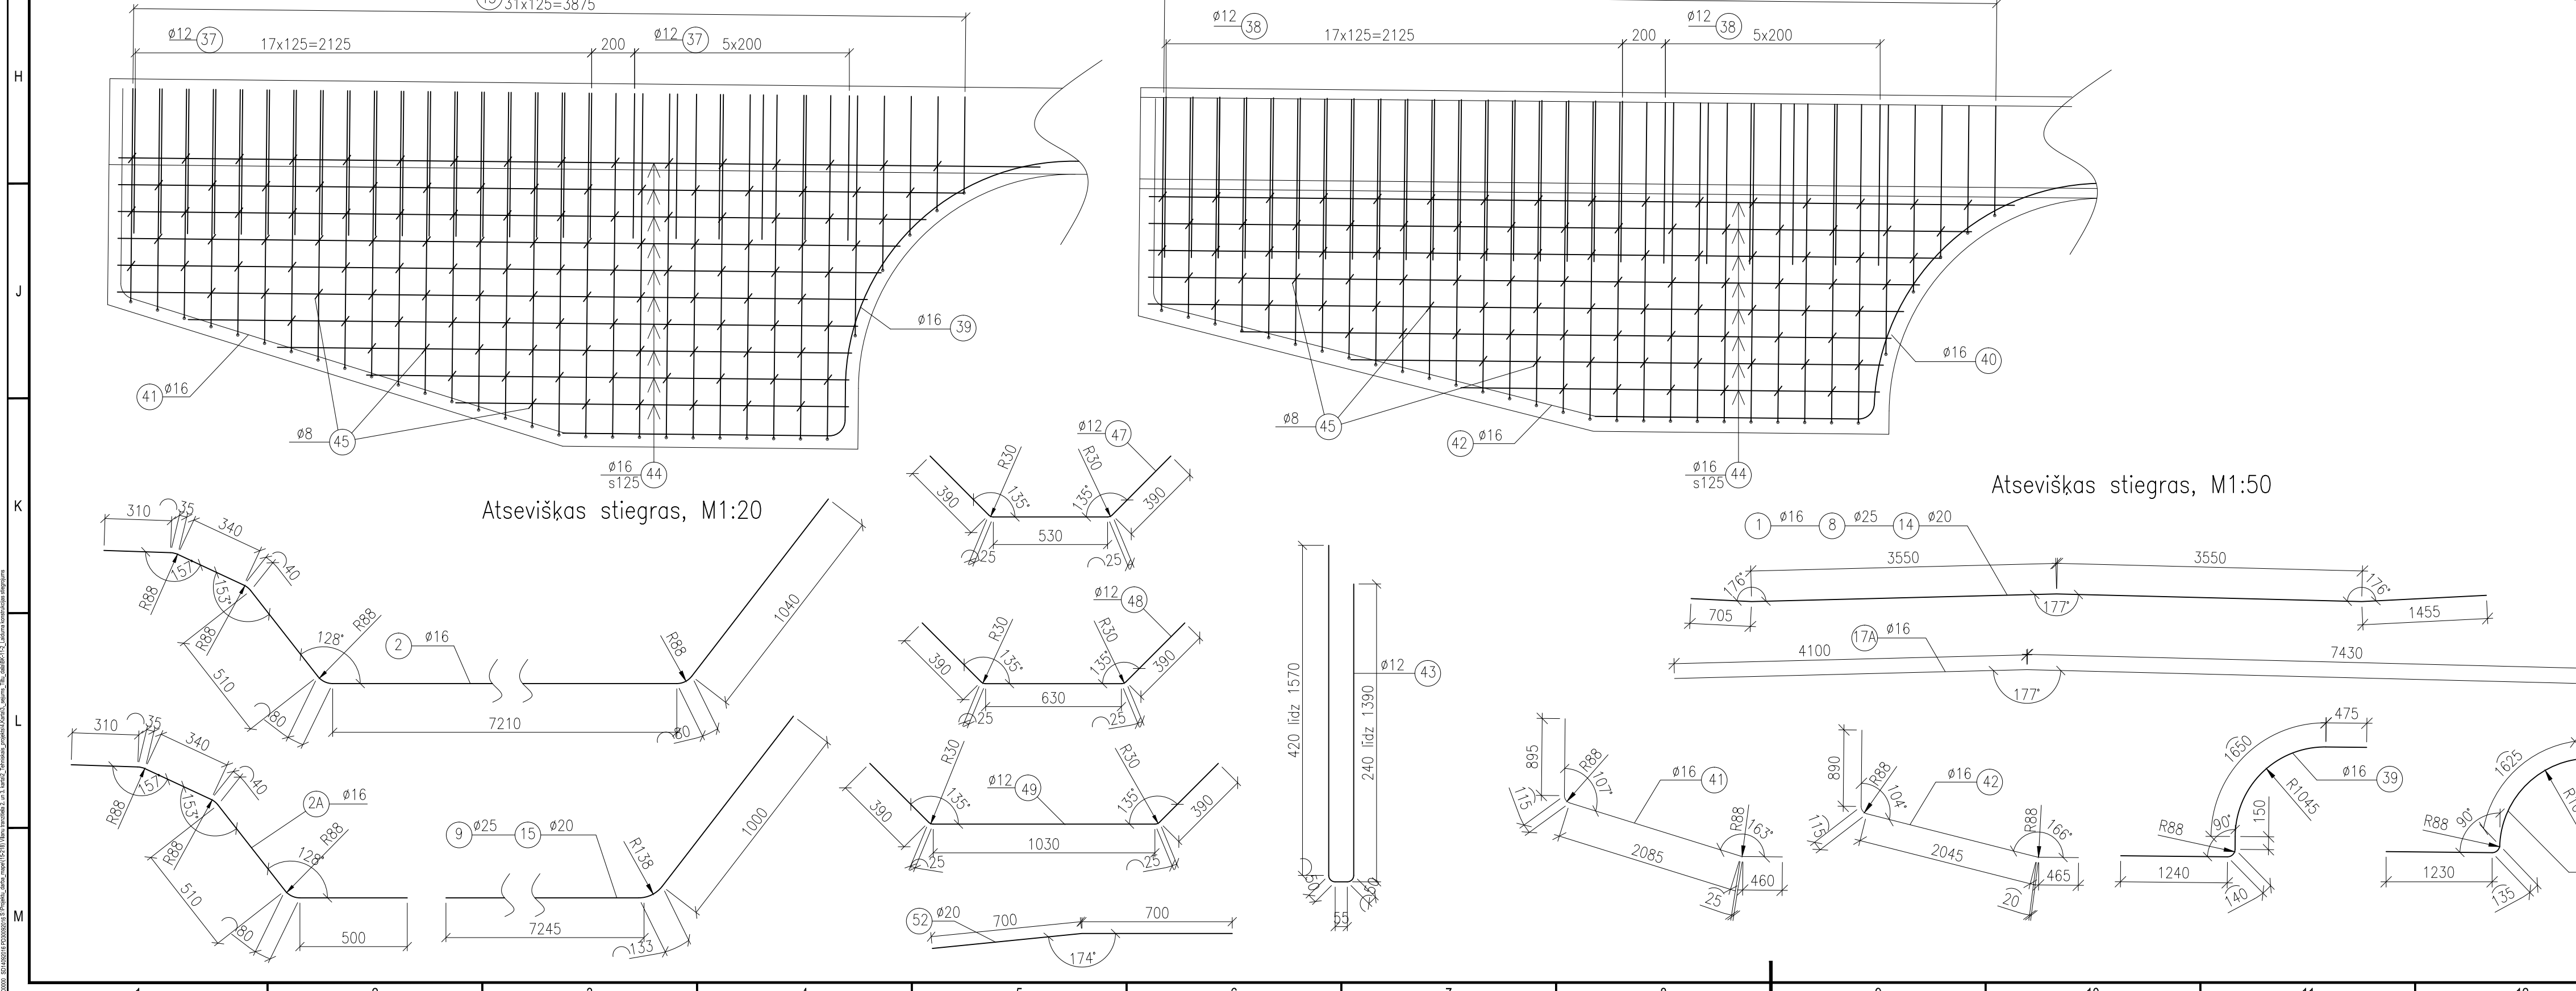 31x125=3875
ø12 37
17x125=2125
200
ø12 37
5x200
ø12 38
17x125=2125
200
ø12 38
5x200
H
J
K
L
M
ø16 39
41 ø16
ø8 45
ø16 44
s125
ø16 40
42 ø16
ø8 45
ø16 44
s125
Atsevišķas stiegras, M1:20
Atsevišķas stiegras, M1:50
310
35
340
40
157°
153°
R88
R88
128°
R88
510
80
2 ø16
7210
R88
80
1040
310
35
340
40
157°
153°
R88
R88
128°
R88
510
80
2A ø16
500
9 ø25 15 ø20
7245
R138
133
1000
ø12 47
R30
R30
390
135°
135°
390
530
25
25
ø12 48
R30
R30
390
135°
135°
390
630
25
25
ø12 49
R30
R30
390
135°
135°
390
1030
25
25
52 ø20
700
700
174°
420 līdz 1570
240 līdz 1390
ø12 43
50
50
55
1 ø16 8 ø25 14 ø20
3550
3550
176°
177°
176°
705
1455
17A ø16
4100
7430
177°
895
R88
107°
115
ø16 41
2085
R88
163°
25
460
890
R88
104°
115
ø16 42
2045
R88
166°
20
465
475
1650
R1045
ø16 39
R88
90°
150
1240
140
1625
R88
90°
1230
135